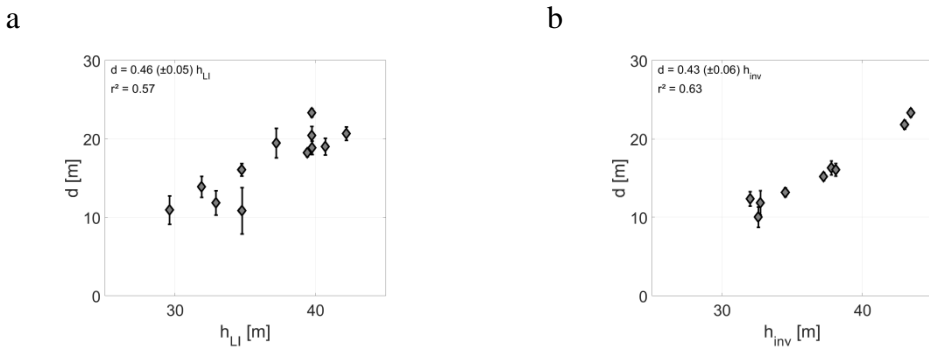 a
d = 0.46 (±0.05) h_LI
r² = 0.57
30
20
10
0
30
40
d [m]
h_LI [m]
b
d = 0.43 (±0.06) h_inv
r² = 0.63
30
20
10
0
30
40
d [m]
h_inv [m]